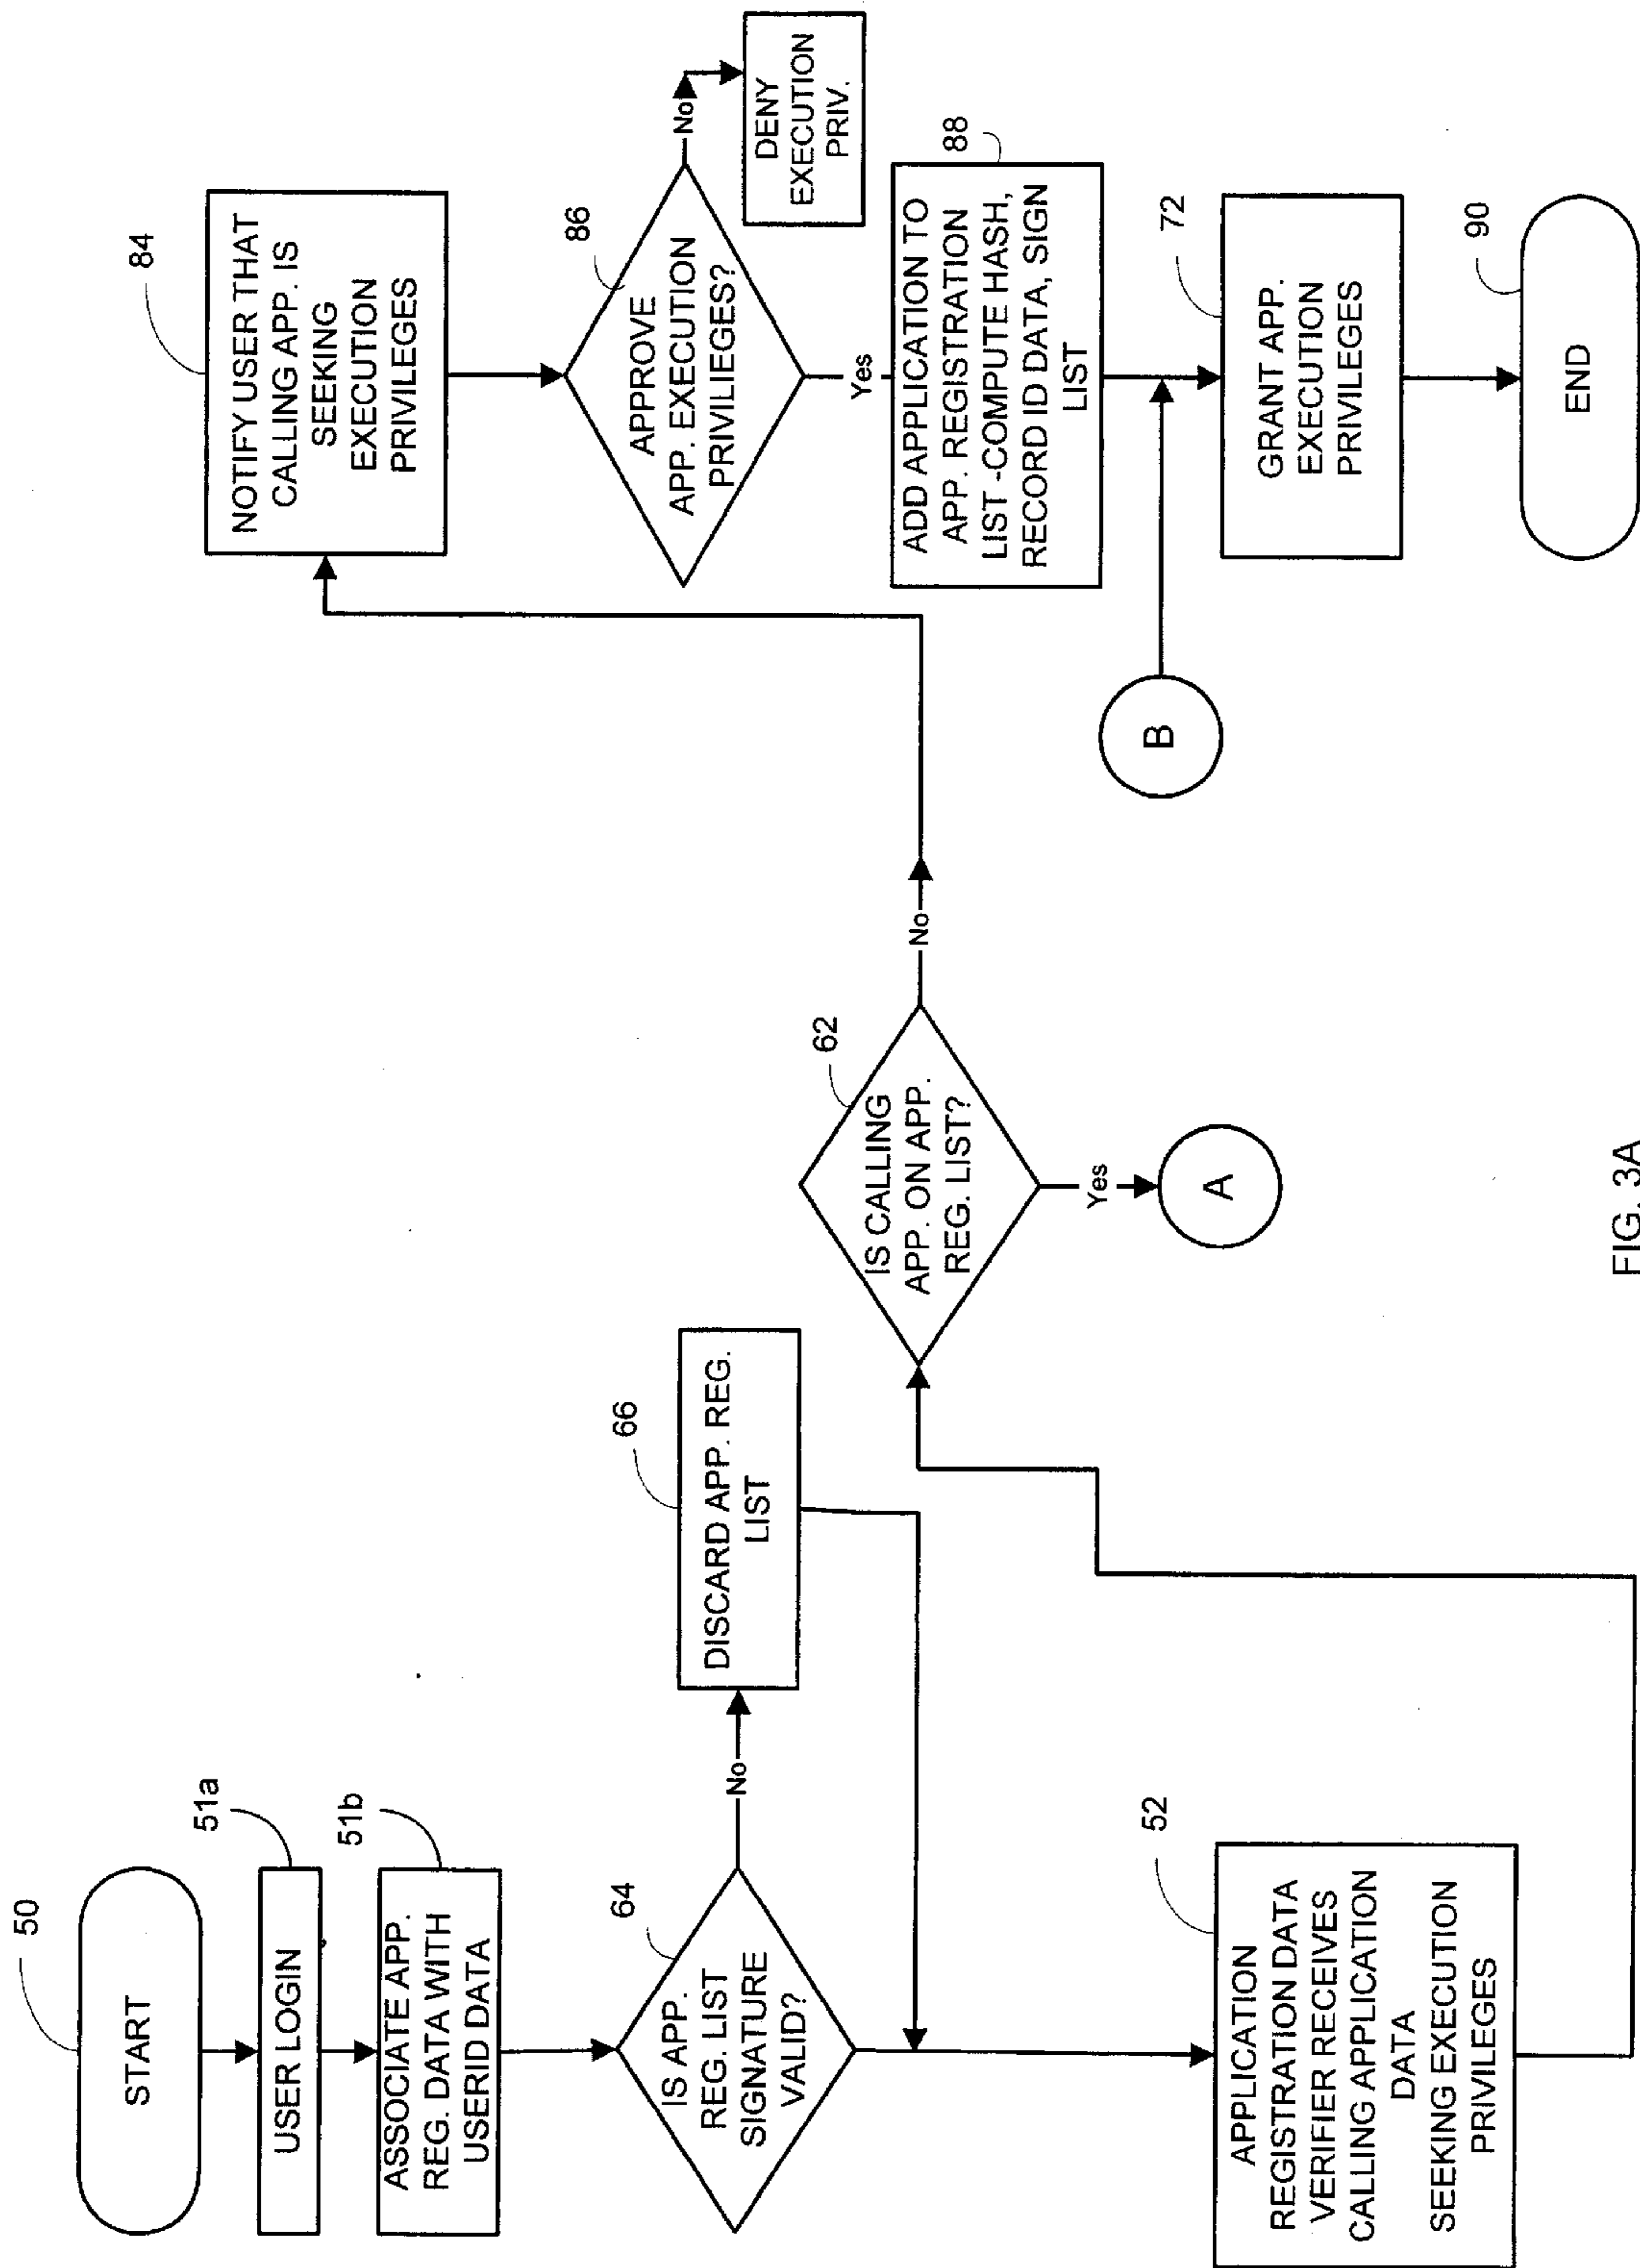 50
START
51a
USER LOGIN
51b
ASSOCIATE APP.
REG. DATA WITH
USERID DATA
64
IS APP.
REG. LIST
SIGNATURE
VALID?
No
66
DISCARD APP. REG.
LIST
52
APPLICATION
REGISTRATION DATA
VERIFIER RECEIVES
CALLING APPLICATION
DATA
SEEKING EXECUTION
PRIVILEGES
62
IS CALLING
APP. ON APP.
REG. LIST?
No
Yes
A
84
NOTIFY USER THAT
CALLING APP. IS
SEEKING
EXECUTION
PRIVILEGES
86
APPROVE
APP. EXECUTION
PRIVILIEGES?
No
DENY
EXECUTION
PRIV.
Yes
88
ADD APPLICATION TO
APP. REGISTRATION
LIST -COMPUTE HASH,
RECORD ID DATA, SIGN
LIST
B
72
GRANT APP.
EXECUTION
PRIVILEGES
90
END
FIG. 3A